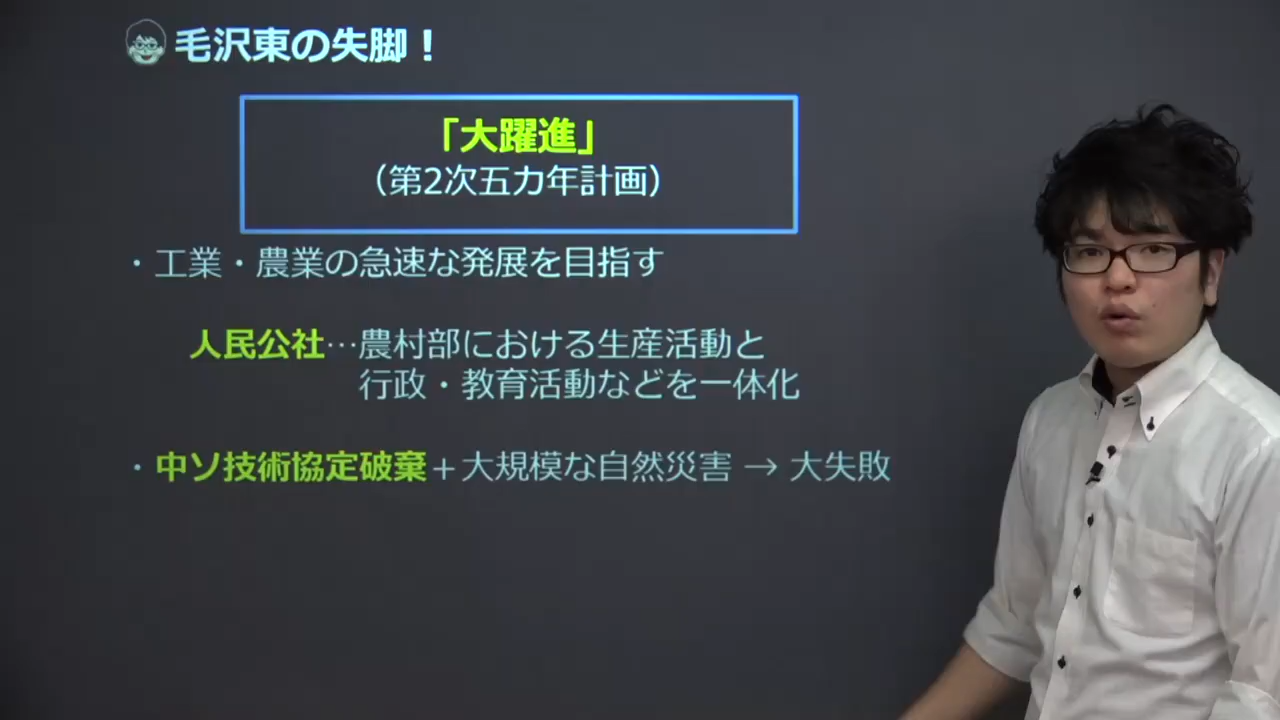 毛沢東の失脚！
「大躍進」
（第2次五カ年計画）
・工業・農業の急速な発展を目指す
人民公社…農村部における生産活動と
行政・教育活動などを一体化
・中ソ技術協定破棄＋大規模な自然災害 → 大失敗